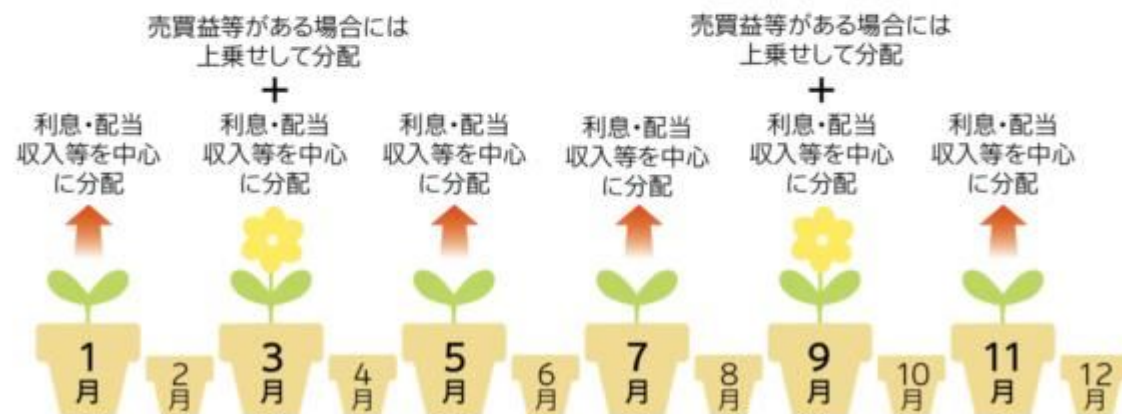 売買益等がある場合には
上乗せして分配
+
売買益等がある場合には
上乗せして分配
+
利息・配当
収入等を中心
に分配
利息・配当
収入等を中心
に分配
利息・配当
収入等を中心
に分配
利息・配当
収入等を中心
に分配
利息・配当
収入等を中心
に分配
利息・配当
収入等を中心
に分配
1
月
2
月
3
月
4
月
5
月
6
月
7
月
8
月
9
月
10
月
11
月
12
月